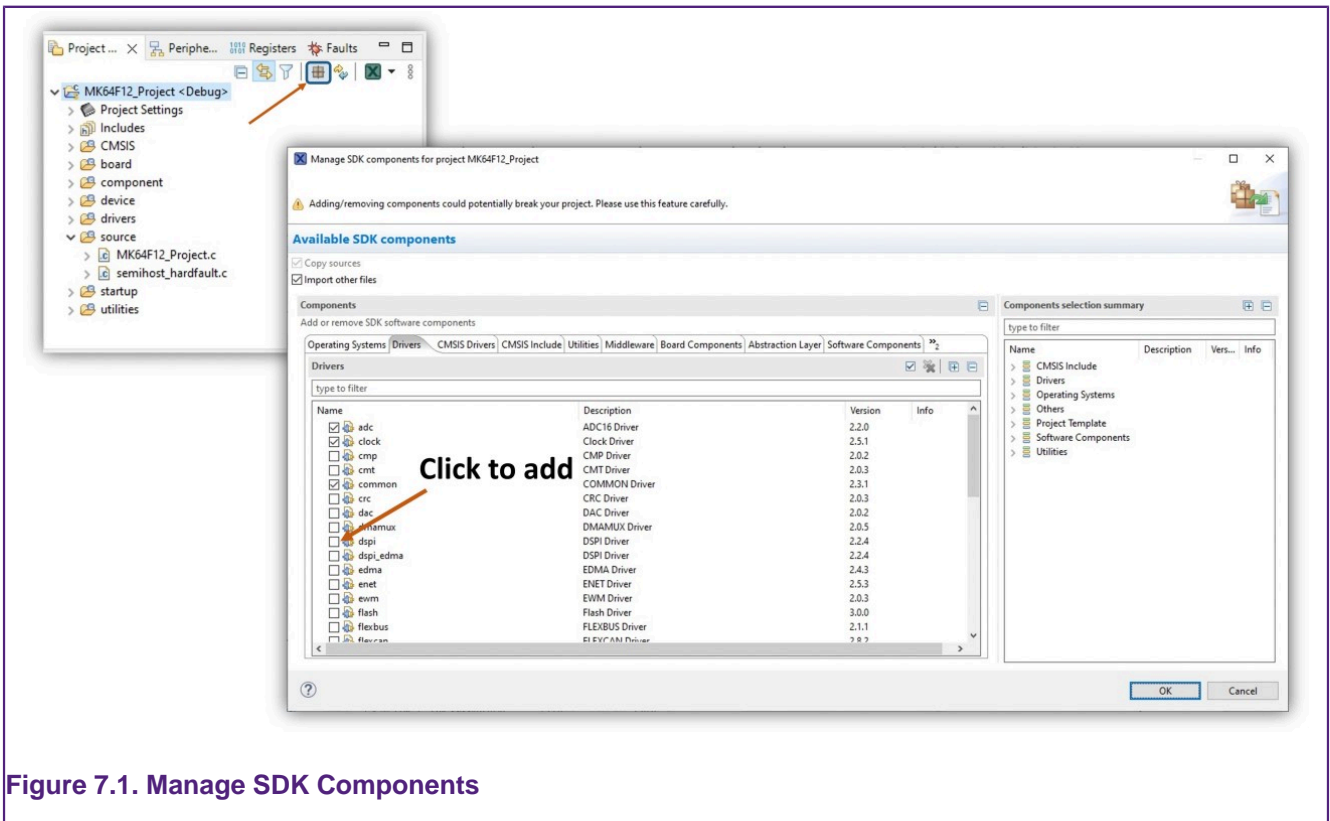 Project ... Periphe... Registers Faults
MK64F12_Project <Debug>
Project Settings
Includes
CMSIS
board
component
device
drivers
source
MK64F12_Project.c
semihost_hardfault.c
startup
utilities
Manage SDK components for project MK64F12_Project
Adding/removing components could potentially break your project. Please use this feature carefully.
Available SDK components
Copy sources
Import other files
Components
Add or remove SDK software components
Operating Systems Drivers CMSIS Drivers CMSIS Include Utilities Middleware Board Components Abstraction Layer Software Components »2
Drivers
type to filter
Name Description Version Info
adc ADC16 Driver 2.2.0
clock Clock Driver 2.5.1
cmp CMP Driver 2.0.2
cmt CMT Driver 2.0.3
common COMMON Driver 2.3.1
crc CRC Driver 2.0.3
dac DAC Driver 2.0.2
dmamux DMAMUX Driver 2.0.5
dspi DSPI Driver 2.2.4
dspi_edma DSPI Driver 2.2.4
edma EDMA Driver 2.4.3
enet ENET Driver 2.5.3
ewm EWM Driver 2.0.3
flash Flash Driver 3.0.0
flexbus FLEXBUS Driver 2.1.1
flexcan FLEXCAN Driver 2.8.2
Click to add
Components selection summary
type to filter
Name Description Vers... Info
CMSIS Include
Drivers
Operating Systems
Others
Project Template
Software Components
Utilities
OK Cancel
Figure 7.1. Manage SDK Components